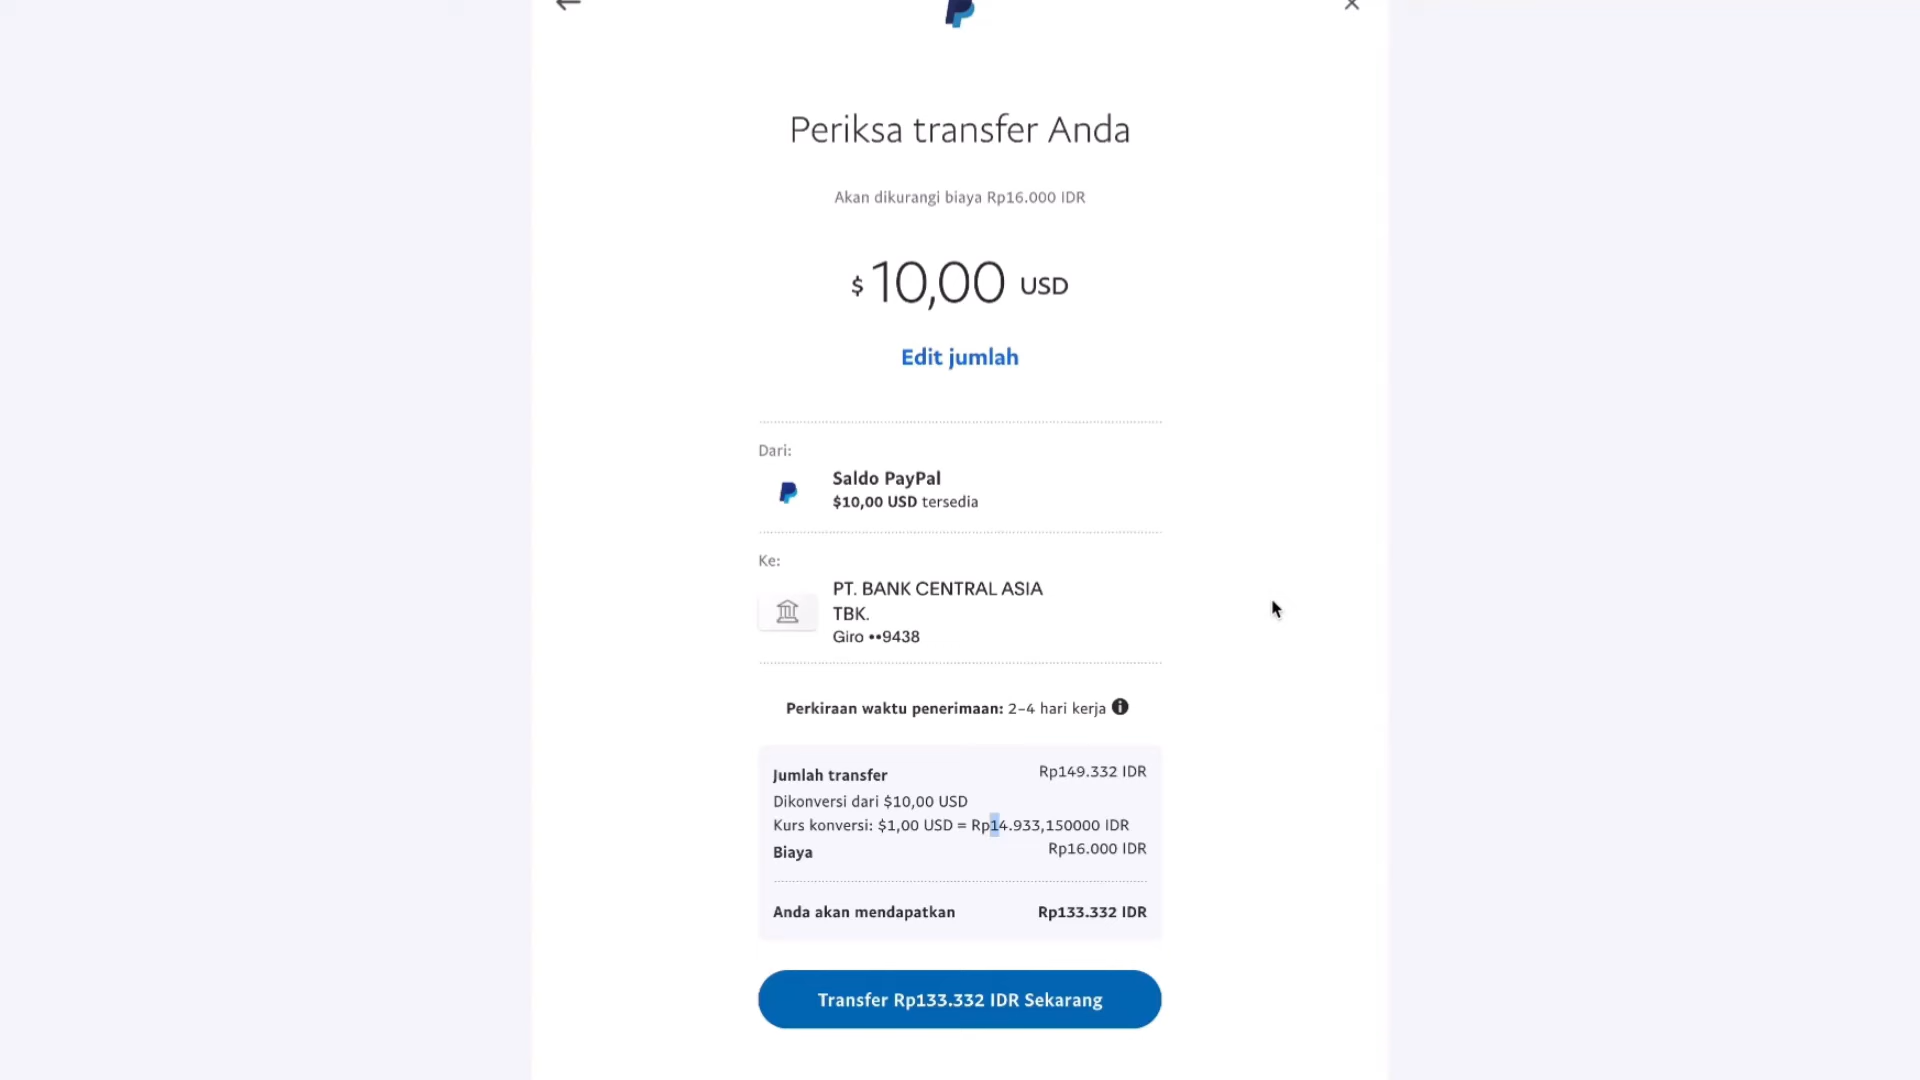 Periksa transfer Anda
Akan dikurangi biaya Rp16.000 IDR
$ 10,00 USD
Edit jumlah
Dari:
Saldo PayPal
$10,00 USD tersedia
Ke:
PT. BANK CENTRAL ASIA
TBK.
Giro ••9438
Perkiraan waktu penerimaan: 2–4 hari kerja
Jumlah transfer Rp149.332 IDR
Dikonversi dari $10,00 USD
Kurs konversi: $1,00 USD = Rp14.933,150000 IDR
Biaya Rp16.000 IDR
Anda akan mendapatkan Rp133.332 IDR
Transfer Rp133.332 IDR Sekarang